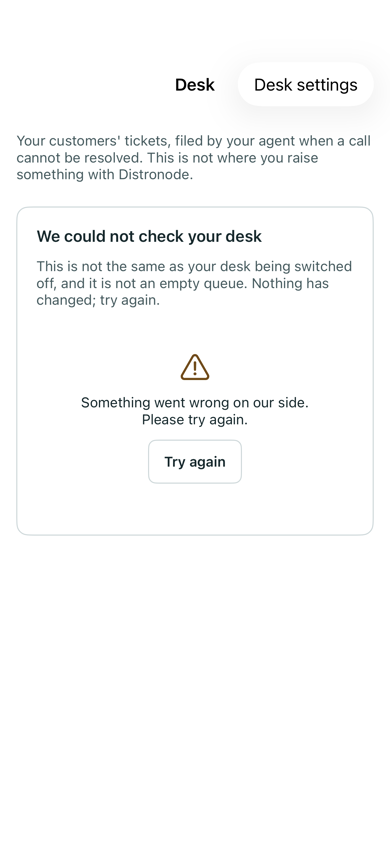 Desk
Desk settings
Your customers' tickets, filed by your agent when a call
cannot be resolved. This is not where you raise
something with Distronode.
We could not check your desk
This is not the same as your desk being switched
off, and it is not an empty queue. Nothing has
changed; try again.
Something went wrong on our side.
Please try again.
Try again